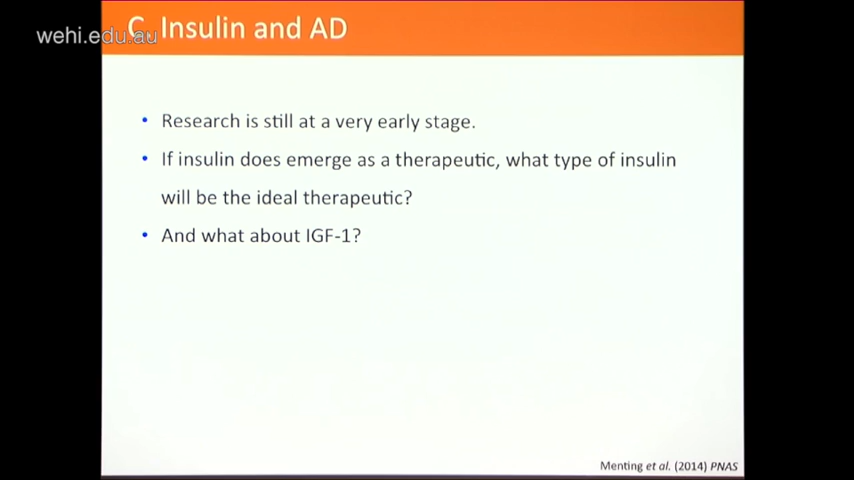 wehi.edu.au
C. Insulin and AD
• Research is still at a very early stage.
• If insulin does emerge as a therapeutic, what type of insulin
will be the ideal therapeutic?
• And what about IGF-1?
Menting et al. (2014) PNAS